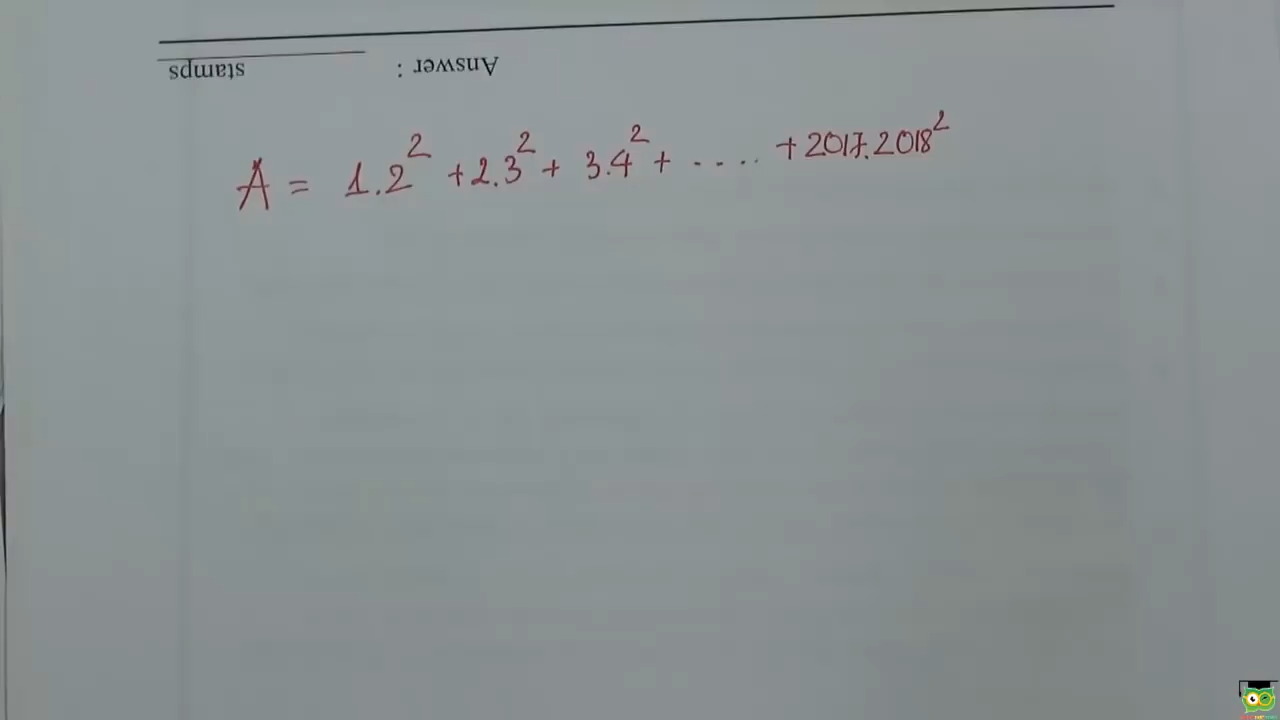 Answer :
stamps
A = 1.2² + 2.3² + 3.4² + ..... + 2017.2018²